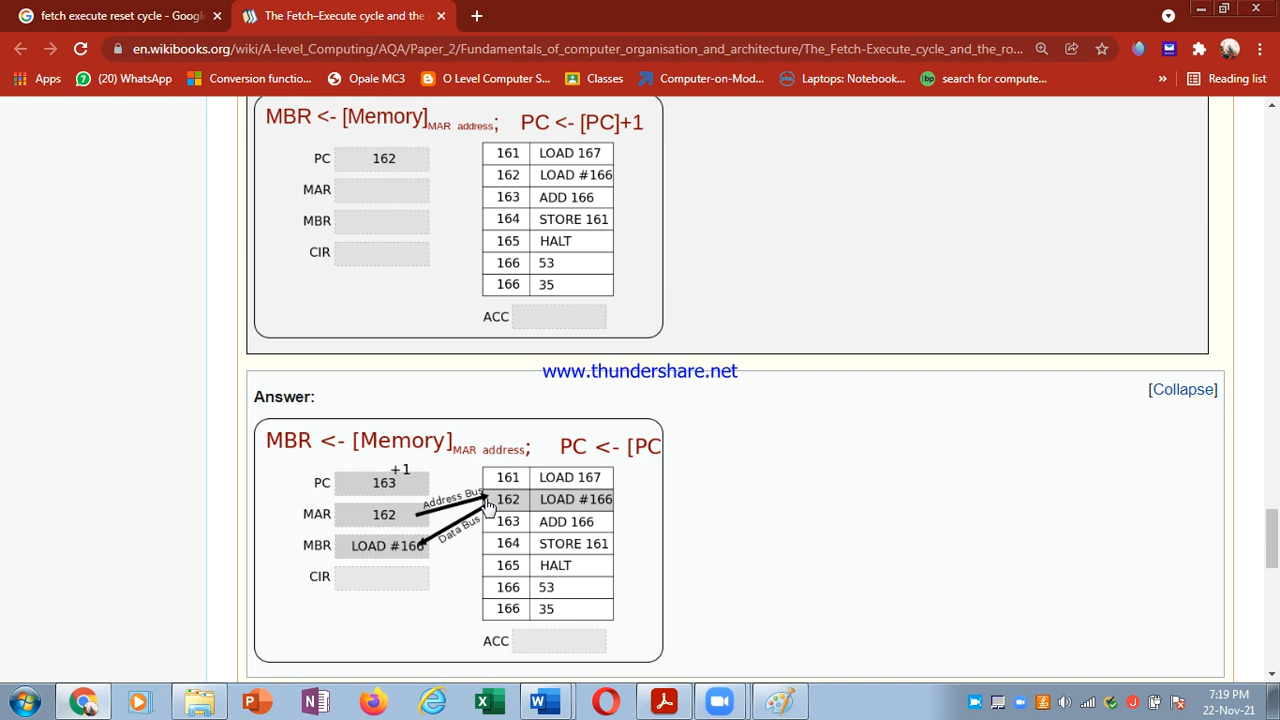 fetch execute reset cycle - Goog
The Fetch–Execute cycle and the
en.wikibooks.org/wiki/A-level_Computing/AQA/Paper_2/Fundamentals_of_computer_organisation_and_architecture/The_Fetch-Execute_cycle_and_the_ro...
Apps
(20) WhatsApp
Conversion functio...
Opale MC3
O Level Computer S...
Classes
Computer-on-Mod...
Laptops: Notebook...
bp search for compute...
»
Reading list
MBR <- [Memory]MAR address; PC <- [PC]+1
PC 162
MAR
MBR
CIR
161 LOAD 167
162 LOAD #166
163 ADD 166
164 STORE 161
165 HALT
166 53
166 35
ACC
www.thundershare.net
Answer:
[Collapse]
MBR <- [Memory]MAR address; PC <- [PC
+1
PC 163
MAR 162
MBR LOAD #166
CIR
Address Bus
Data Bus
161 LOAD 167
162 LOAD #166
163 ADD 166
164 STORE 161
165 HALT
166 53
166 35
ACC
7:19 PM
22-Nov-21